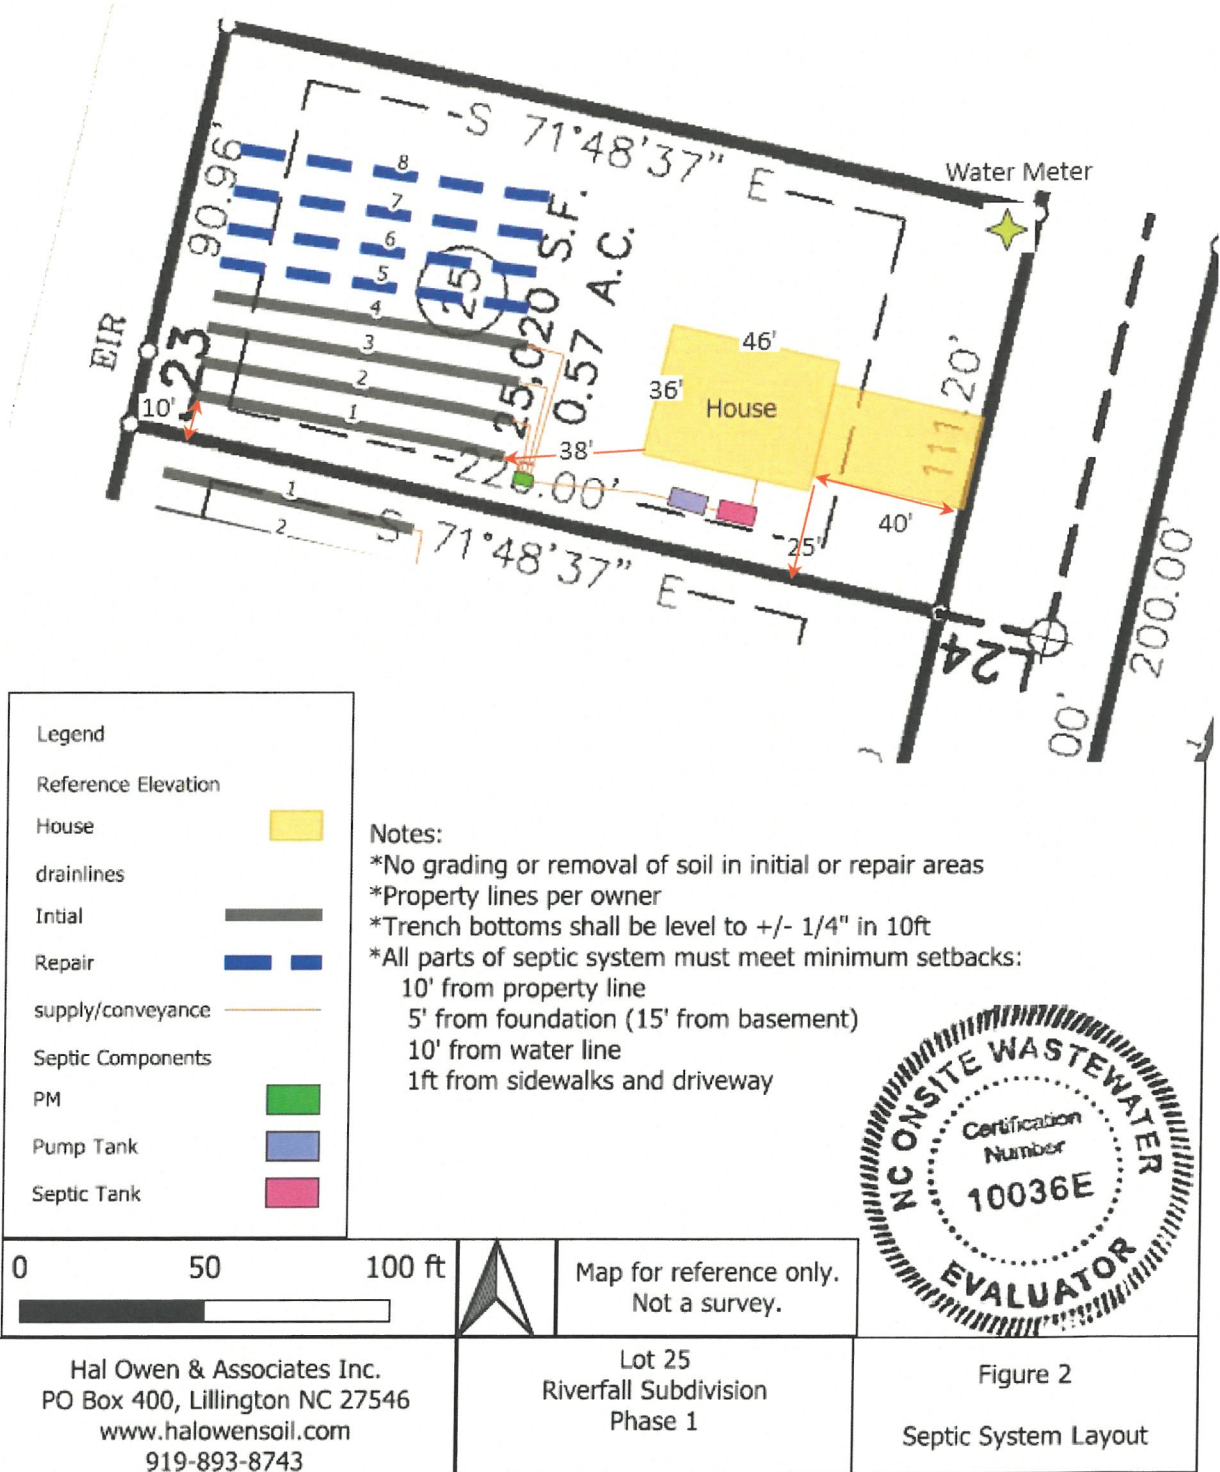 Water Meter
-S 71°48'37" E
90.96'
8
7
6
5
4
3
2
1
25
25,020 S.F.
0.57 A.C.
EIR
10'
46'
36'
House
111.20'
38'
40'
25'
1
2
S 71°48'37" E
L24
200.00'
00'
Legend
Reference Elevation
House
drainlines
Intial
Repair
supply/conveyance
Septic Components
PM
Pump Tank
Septic Tank
Notes:
*No grading or removal of soil in initial or repair areas
*Property lines per owner
*Trench bottoms shall be level to +/- 1/4" in 10ft
*All parts of septic system must meet minimum setbacks:
10' from property line
5' from foundation (15' from basement)
10' from water line
1ft from sidewalks and driveway
NC ONSITE WASTEWATER
Certification
Number
10036E
EVALUATOR
0 50 100 ft
Map for reference only.
Not a survey.
Hal Owen & Associates Inc.
PO Box 400, Lillington NC 27546
www.halowensoil.com
919-893-8743
Lot 25
Riverfall Subdivision
Phase 1
Figure 2
Septic System Layout